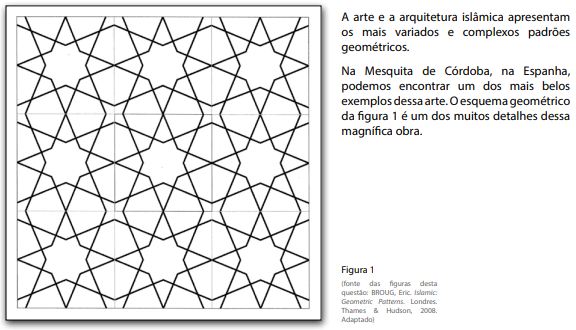 A arte e a arquitetura islâmica apresentam
os mais variados e complexos padrões
geométricos.
Na Mesquita de Córdoba, na Espanha,
podemos encontrar um dos mais belos
exemplos dessa arte. O esquema geométrico
da figura 1 é um dos muitos detalhes dessa
magnífica obra.
Figura 1
(fonte das figuras desta
questão: BROUG, Eric. Islamic
Geometric Patterns. Londres.
Thames & Hudson, 2008.
Adaptado)